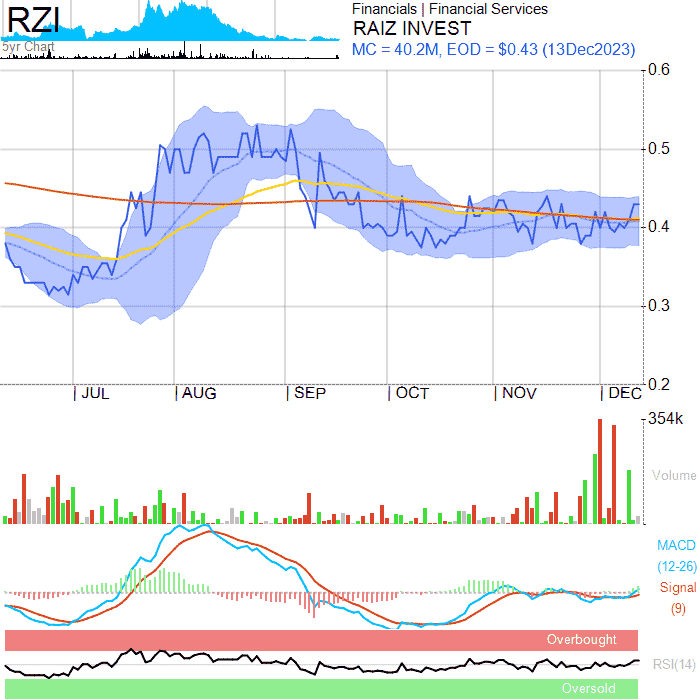 RZI
5yr Chart
Financials | Financial Services
RAIZ INVEST
MC = 40.2M, EOD = $0.43 (13Dec2023)
0.6
0.5
0.4
0.3
0.2
| JUL | AUG | SEP | OCT | NOV | DEC
354k
Volume
MACD
(12-26)
Signal
(9)
Overbought
RSI(14)
Oversold